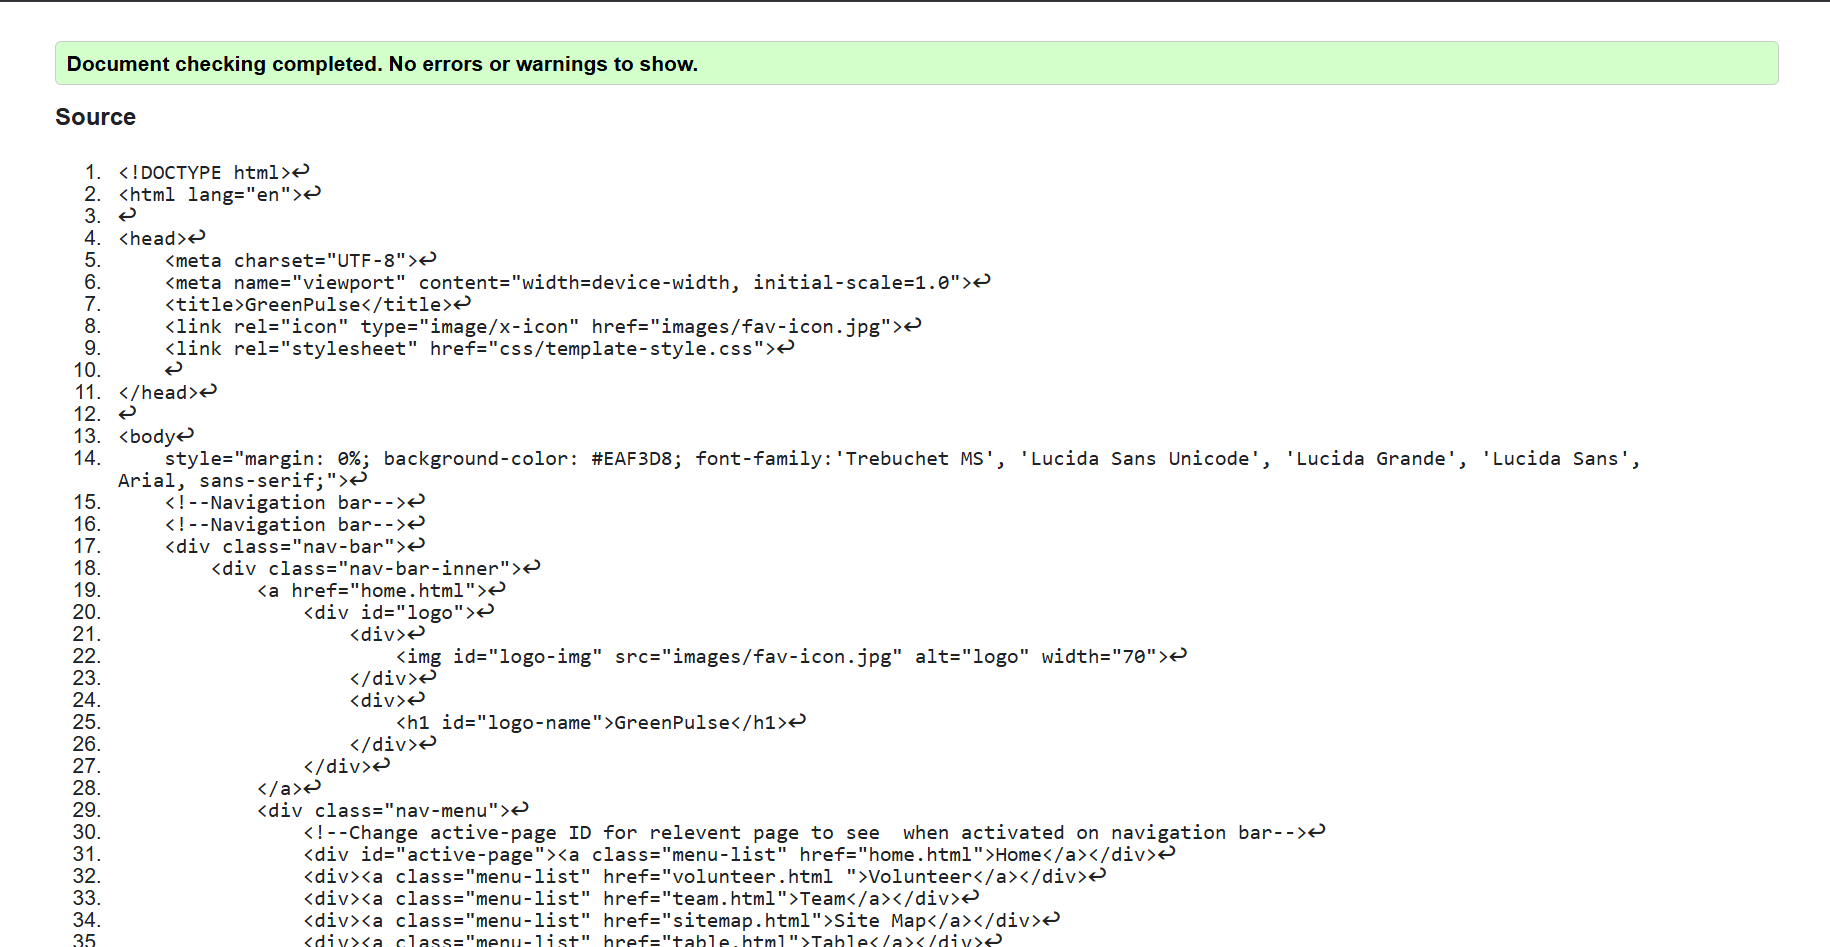 Document checking completed. No errors or warnings to show.
Source
1. <!DOCTYPE html>↩
2. <html lang="en">↩
3. ↩
4. <head>↩
5.     <meta charset="UTF-8">↩
6.     <meta name="viewport" content="width=device-width, initial-scale=1.0">↩
7.     <title>GreenPulse</title>↩
8.     <link rel="icon" type="image/x-icon" href="images/fav-icon.jpg">↩
9.     <link rel="stylesheet" href="css/template-style.css">↩
10.     ↩
11. </head>↩
12. ↩
13. <body↩
14.     style="margin: 0%; background-color: #EAF3D8; font-family:'Trebuchet MS', 'Lucida Sans Unicode', 'Lucida Grande', 'Lucida Sans',
Arial, sans-serif;">↩
15.     <!--Navigation bar-->↩
16.     <!--Navigation bar-->↩
17.     <div class="nav-bar">↩
18.         <div class="nav-bar-inner">↩
19.             <a href="home.html">↩
20.                 <div id="logo">↩
21.                     <div>↩
22.                         <img id="logo-img" src="images/fav-icon.jpg" alt="logo" width="70">↩
23.                     </div>↩
24.                     <div>↩
25.                         <h1 id="logo-name">GreenPulse</h1>↩
26.                     </div>↩
27.                 </div>↩
28.             </a>↩
29.             <div class="nav-menu">↩
30.                 <!--Change active-page ID for relevent page to see  when activated on navigation bar-->↩
31.                 <div id="active-page"><a class="menu-list" href="home.html">Home</a></div>↩
32.                 <div><a class="menu-list" href="volunteer.html ">Volunteer</a></div>↩
33.                 <div><a class="menu-list" href="team.html">Team</a></div>↩
34.                 <div><a class="menu-list" href="sitemap.html">Site Map</a></div>↩
35                 <div><a class="menu-list" href="table.html">Table</a></div>↩